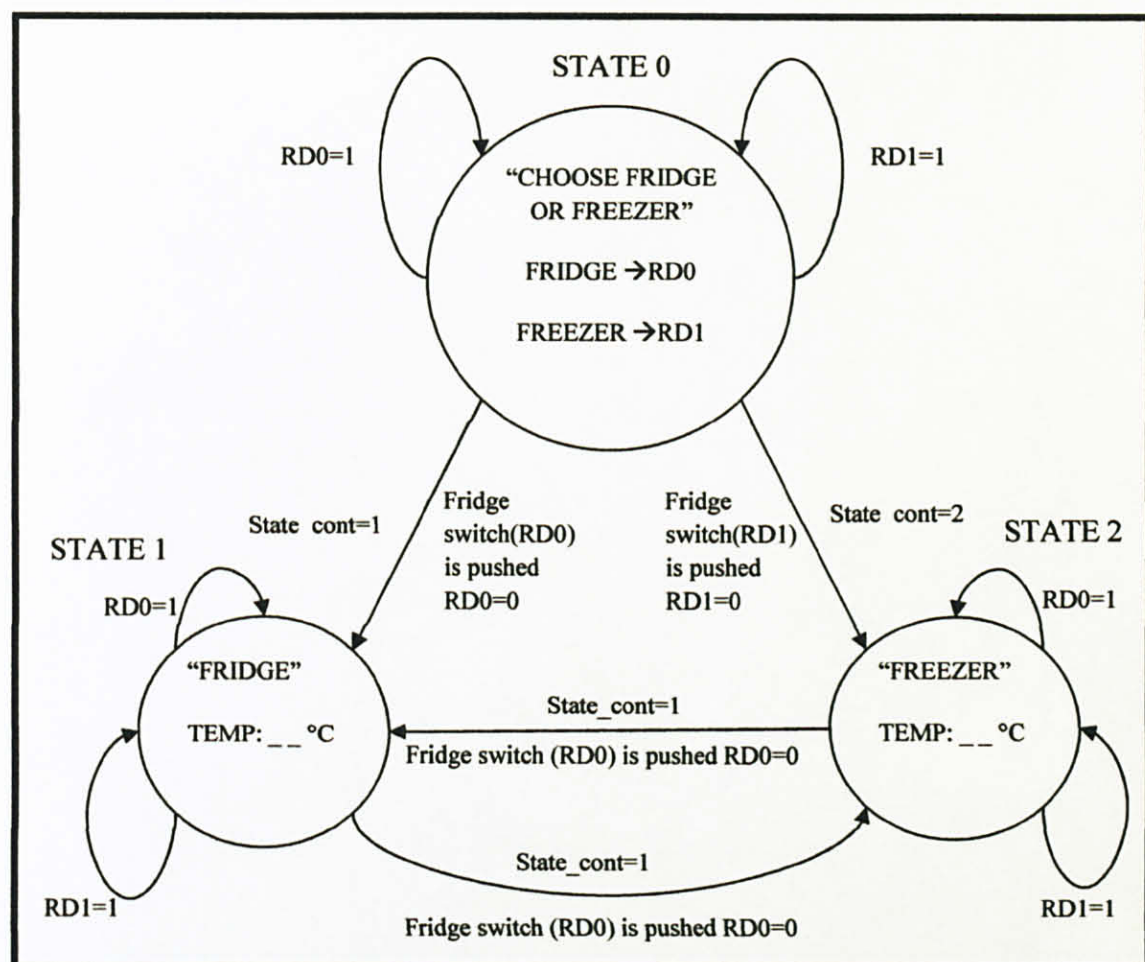 STATE 0
RD0=1
RD1=1
“CHOOSE FRIDGE
OR FREEZER”
FRIDGE →RD0
FREEZER →RD1
State cont=1
Fridge
switch(RD0)
is pushed
RD0=0
Fridge
switch(RD1)
is pushed
RD1=0
State cont=2
STATE 1
RD0=1
“FRIDGE”
TEMP: _ _ °C
RD1=1
STATE 2
RD0=1
“FREEZER”
TEMP: _ _ °C
RD1=1
State_cont=1
Fridge switch (RD0) is pushed RD0=0
State_cont=1
Fridge switch (RD0) is pushed RD0=0